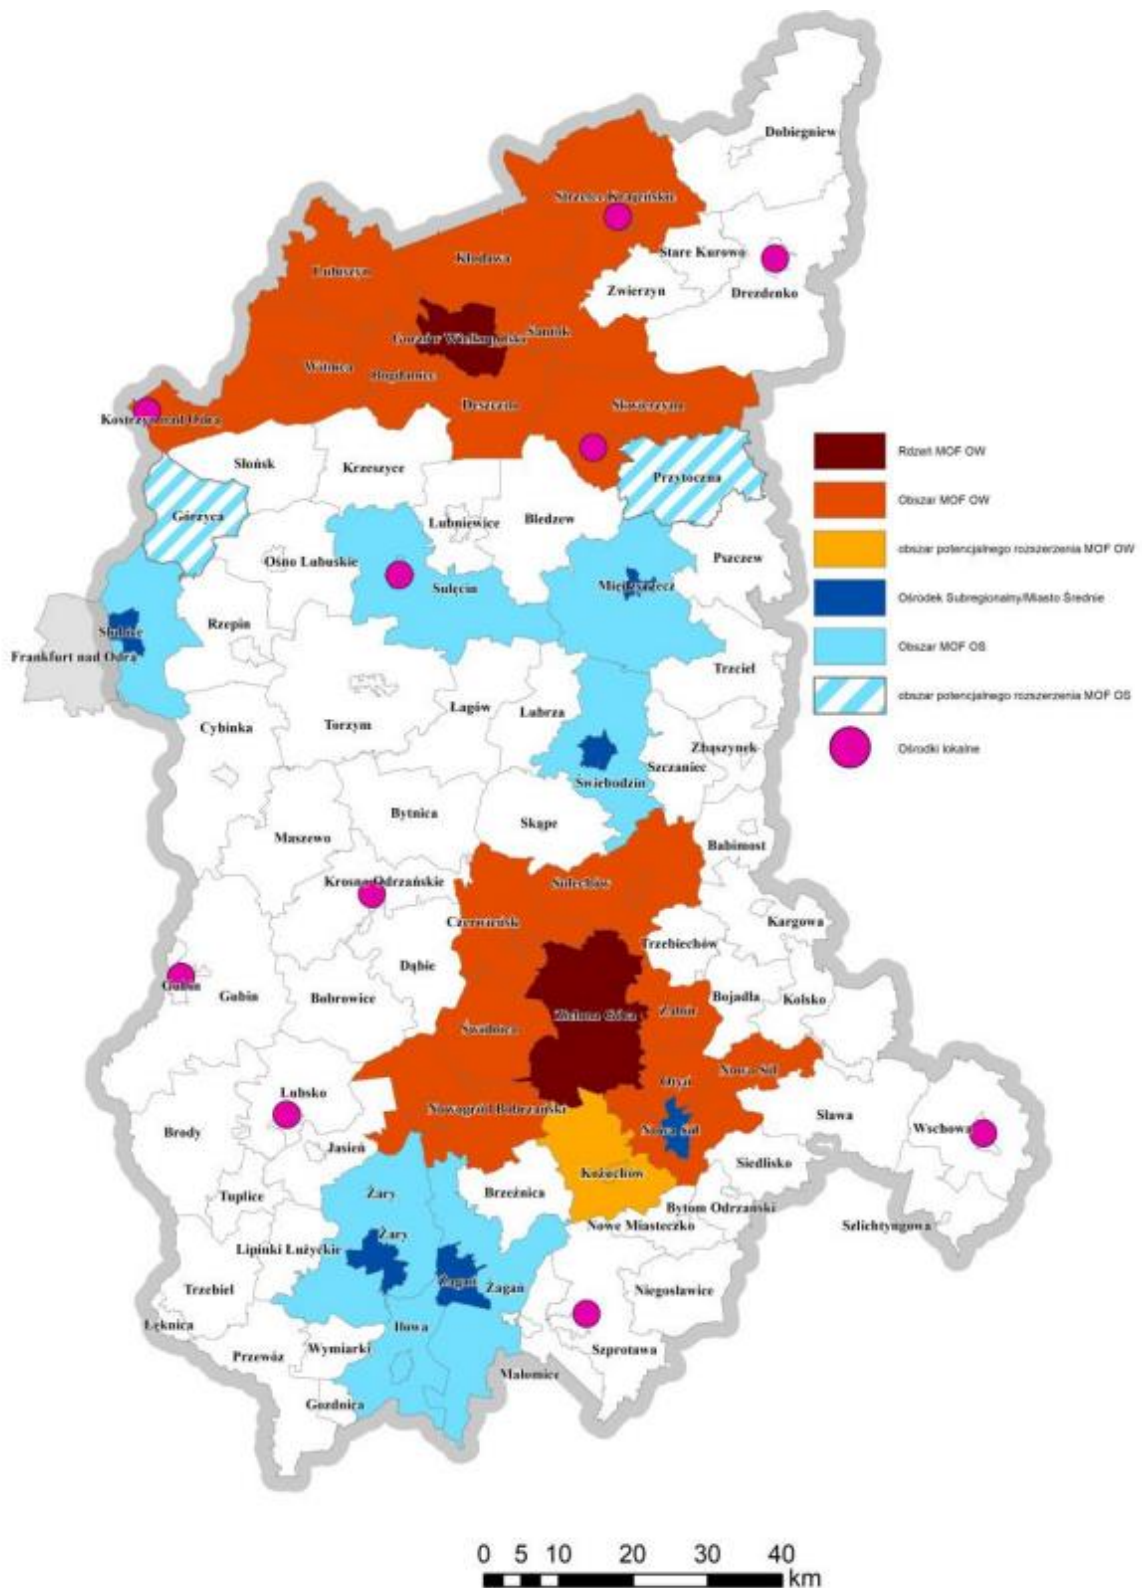 Dobiegniew
Strzelce Krajeńskie
Stare Kurowo
Kłodawa
Lubiszyn
Zwierzyn
Drezdenko
Gorzów Wielkopolski
Santok
Witnica
Bogdaniec
Deszczno
Skwierzyna
Kostrzyn nad Odrą
Rdzeń MOF OW
Słońsk
Krzeszyce
Przytoczna
Obszar MOF OW
Górzyca
Lubniewice
Bledzew
obszar potencjalnego rozszerzenia MOF OW
Ośno Lubuskie
Pszczew
Sulęcin
Międzyrzecz
Ośrodek Subregionalny/Miasto Średnie
Rzepin
Słubice
Obszar MOF OS
Frankfurt nad Odrą
Trzciel
obszar potencjalnego rozszerzenia MOF OS
Cybinka
Torzym
Łagów
Lubrza
Zbąszynek
Ośrodki lokalne
Szczaniec
Świebodzin
Bytnica
Skąpe
Maszewo
Babimost
Krosno Odrzańskie
Sulechów
Czerwieńsk
Kargowa
Trzebiechów
Dąbie
Gubin
Gubin
Bobrowice
Bojadła
Kolsko
Zabór
Zielona Góra
Świdnica
Nowa Sól
Otyń
Lubsko
Nowogród Bobrzański
Sława
Brody
Nowa Sól
Wschowa
Jasień
Siedlisko
Kożuchów
Tuplice
Żary
Brzeźnica
Bytom Odrzański
Nowe Miasteczko
Szlichtyngowa
Żary
Lipinki Łużyckie
Żagań
Żagań
Trzebiel
Niegosławice
Łęknica
Iłowa
Wymiarki
Przewóz
Szprotawa
Małomice
Gozdnica
0 5 10 20 30 40
km